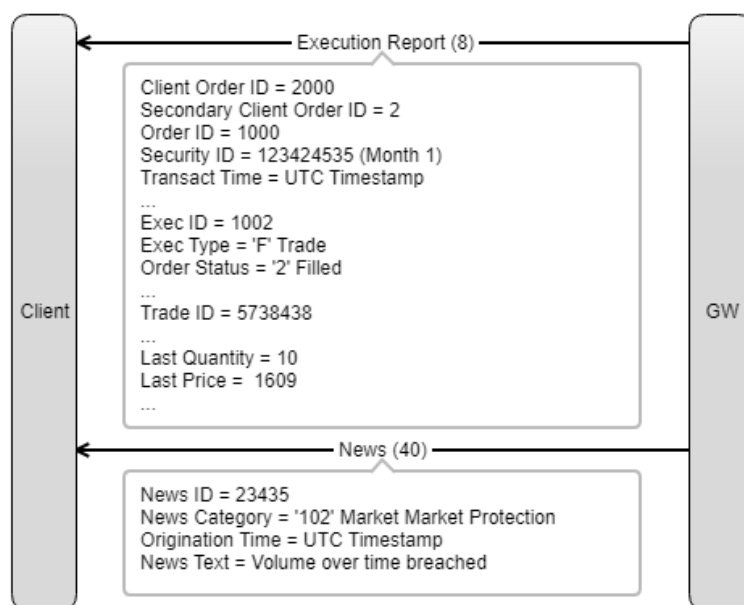 Execution Report (8)
Client Order ID = 2000
Secondary Client Order ID = 2
Order ID = 1000
Security ID = 123424535 (Month 1)
Transact Time = UTC Timestamp
...
Exec ID = 1002
Exec Type = 'F' Trade
Order Status = '2' Filled
...
Client
Trade ID = 5738438
GW
...
Last Quantity = 10
Last Price =  1609
...
News (40)
News ID = 23435
News Category = '102' Market Market Protection
Origination Time = UTC Timestamp
News Text = Volume over time breached